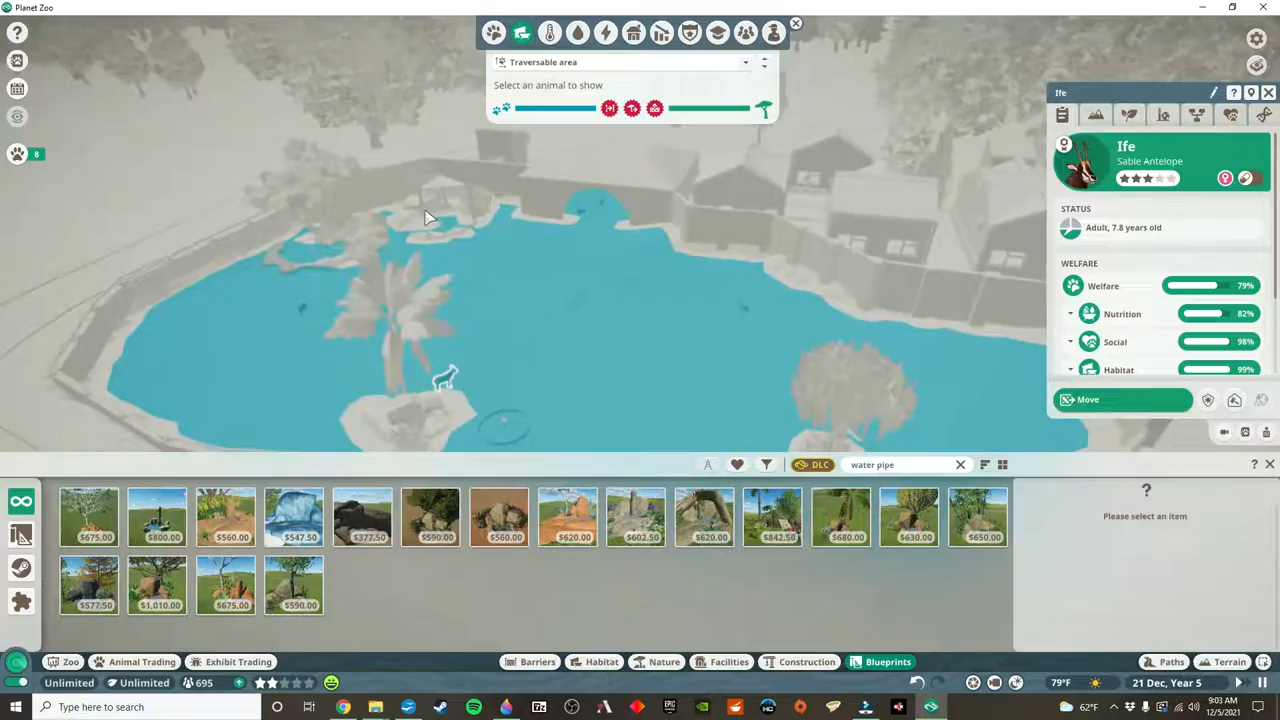 Planet Zoo
Traversable area
Select an animal to show
8
Ife
Ife
Sable Antelope
STATUS
Adult, 7.8 years old
WELFARE
Welfare 79%
Nutrition 82%
Social 98%
Habitat 99%
Move
DLC
water pipe
$675.00 $800.00 $560.00 $547.50 $377.50 $590.00 $560.00 $620.00 $602.50 $620.00 $842.50 $680.00 $630.00 $650.00
$577.50 $1,010.00 $675.00 $590.00
?
Please select an item
Zoo Animal Trading Exhibit Trading Barriers Habitat Nature Facilities Construction Blueprints Paths Terrain
Unlimited Unlimited 695 79°F 21 Dec, Year 5
Type here to search
62°F
9:03 AM
12/5/2021